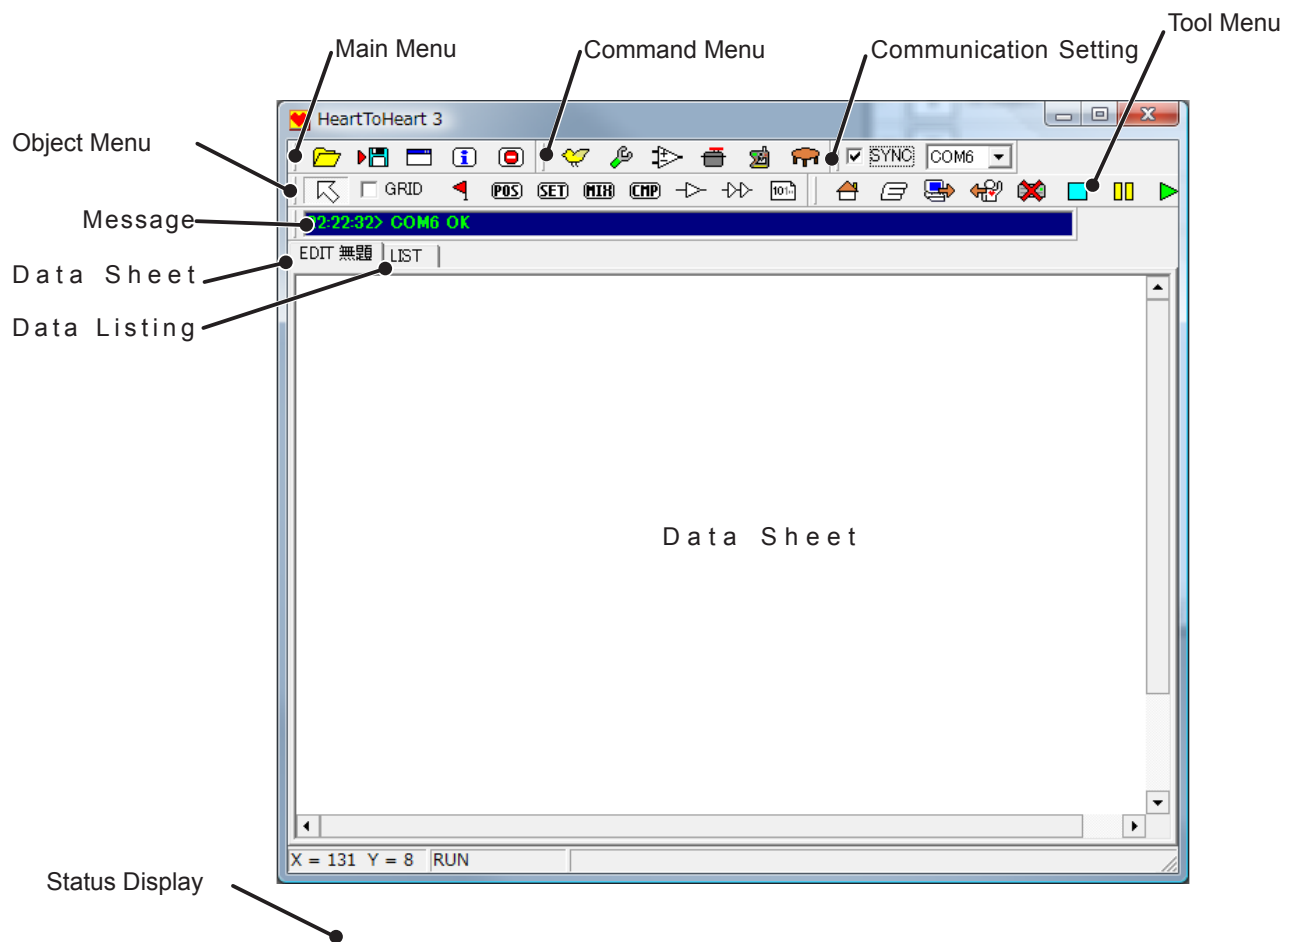 Tool Menu
Main Menu
Command Menu
Communication Setting
HeartToHeart 3
Object Menu
SYNC
COM6
GRID
POS
SET
MIX
CMP
101..
Message
22:22:32> COM6 OK
EDIT 無題
LIST
Data Sheet
Data Listing
Data Sheet
X = 131 Y = 8
RUN
Status Display